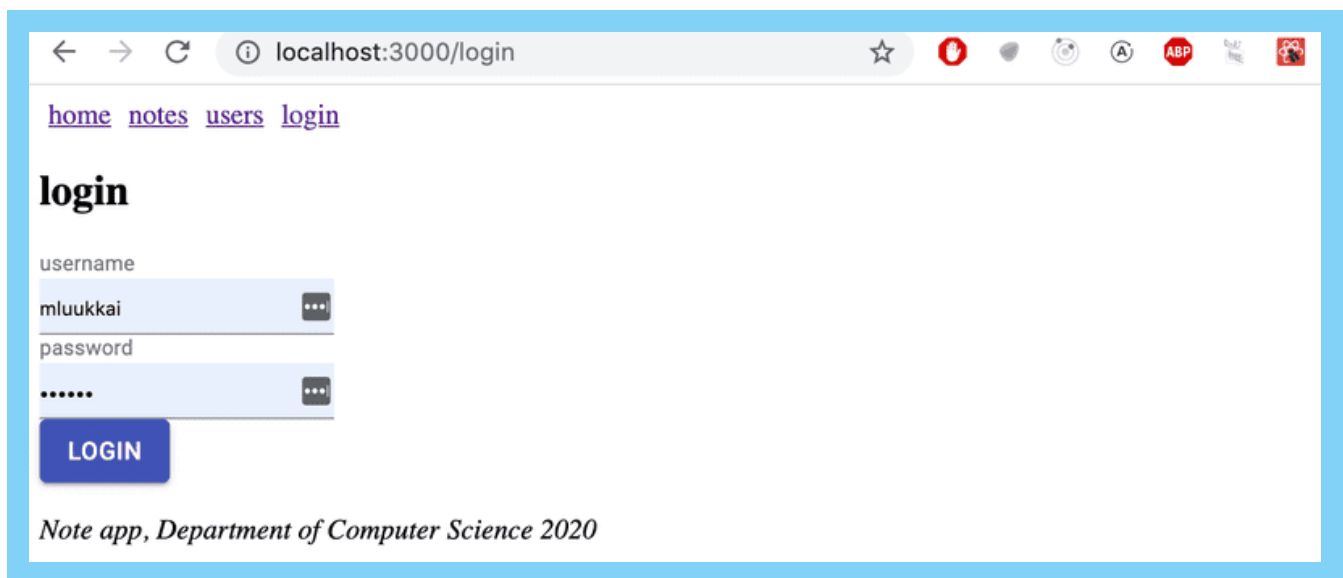 localhost:3000/login
ABP
home notes users login
login
username
mluukkai
password
••••••
LOGIN
Note app, Department of Computer Science 2020